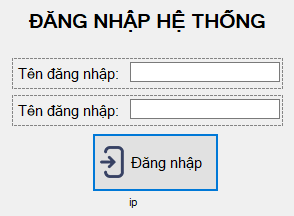 ĐĂNG NHẬP HỆ THỐNG
Tên đăng nhập:
Tên đăng nhập:
Đăng nhập
ip